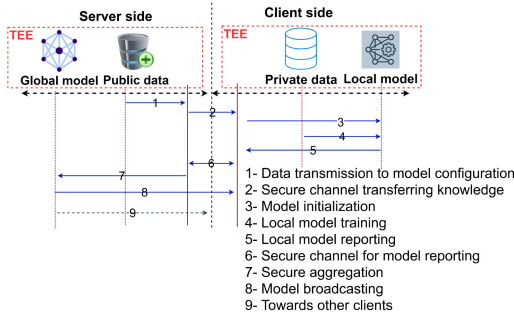 Server side
Client side
TEE
TEE
Global model
Public data
Private data
Local model
1
2
3
4
5
6
7
8
9
1- Data transmission to model configuration
2- Secure channel transferring knowledge
3- Model initialization
4- Local model training
5- Local model reporting
6- Secure channel for model reporting
7- Secure aggregation
8- Model broadcasting
9- Towards other clients